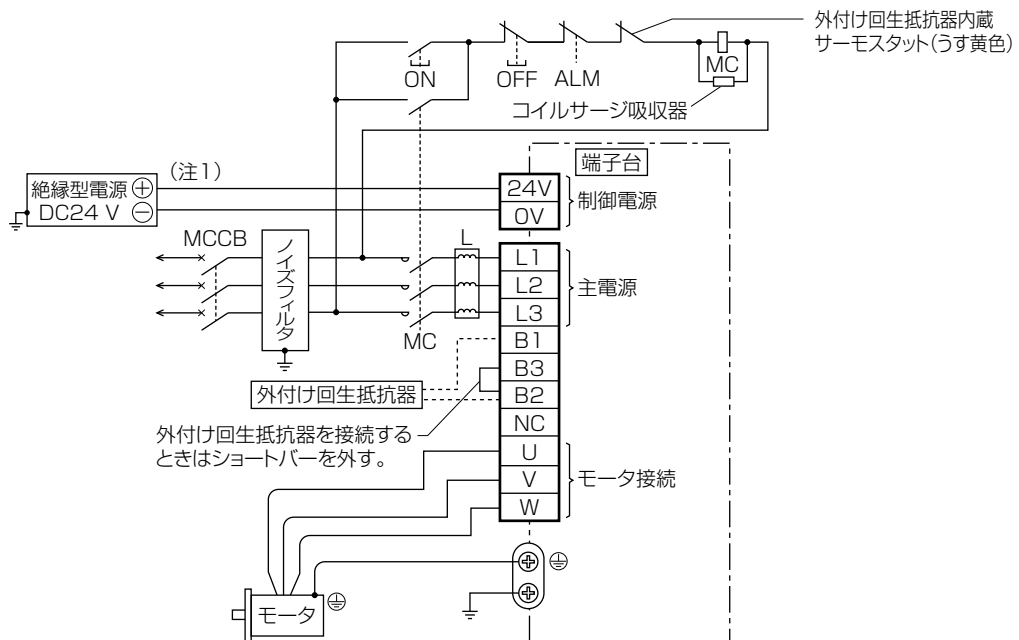 外付け回生抵抗器内蔵
サーモスタット(うす黄色)
ON
OFF
ALM
MC
コイルサージ吸収器
端子台
(注1)
絶縁型電源 ⊕
DC24 V ⊖
24V
0V
制御電源
MCCB
ノイズフィルタ
L
MC
L1
L2
L3
主電源
B1
B3
B2
NC
外付け回生抵抗器
外付け回生抵抗器を接続する
ときはショートバーを外す。
U
V
W
モータ接続
モータ